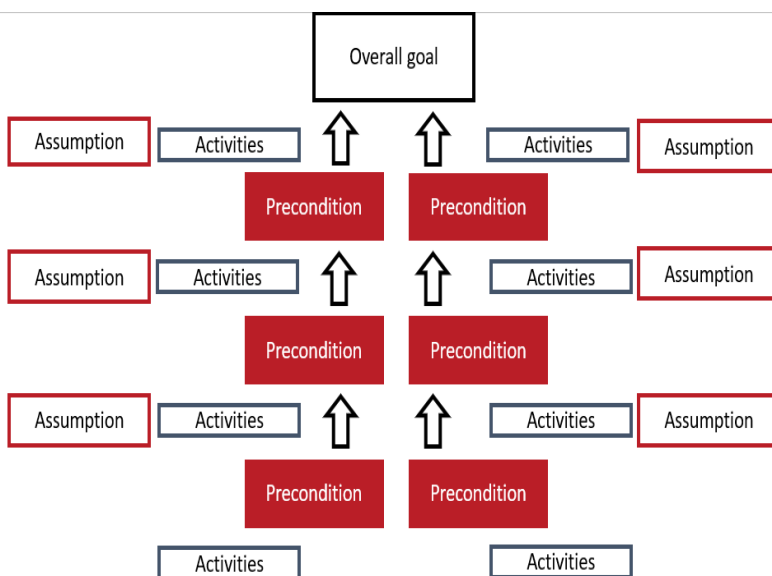 Overall goal
Assumption
Activities
Activities
Assumption
Precondition
Precondition
Assumption
Activities
Activities
Assumption
Precondition
Precondition
Assumption
Activities
Activities
Assumption
Precondition
Precondition
Activities
Activities